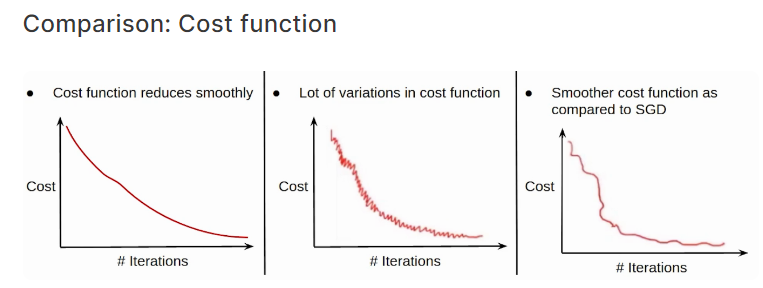 Comparison: Cost function
• Cost function reduces smoothly
Cost
# Iterations
• Lot of variations in cost function
Cost
# Iterations
• Smoother cost function as
compared to SGD
Cost
# Iterations